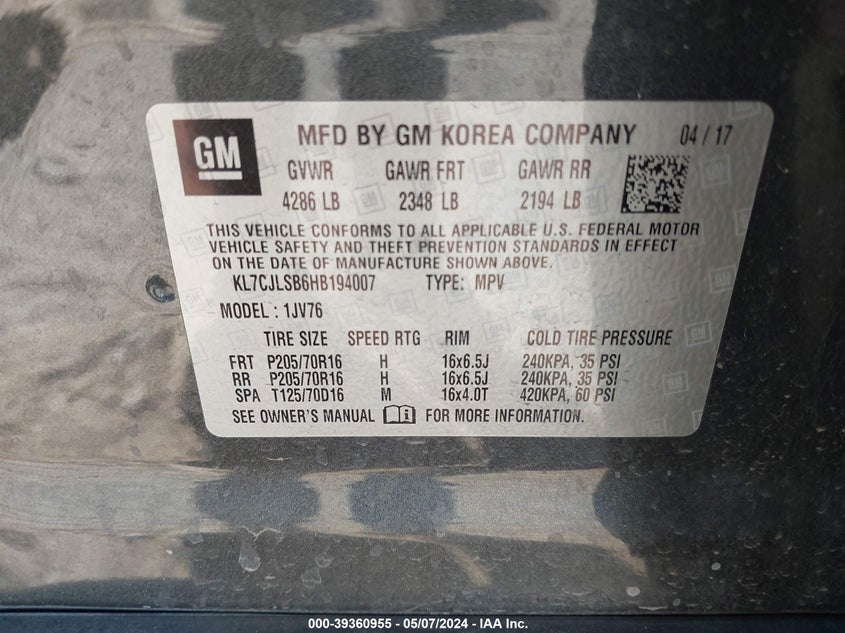 GM
MFD BY GM KOREA COMPANY 04 / 17
GVWR GAWR FRT GAWR RR
4286 LB 2348 LB 2194 LB
THIS VEHICLE CONFORMS TO ALL APPLICABLE U.S. FEDERAL MOTOR
VEHICLE SAFETY AND THEFT PREVENTION STANDARDS IN EFFECT
ON THE DATE OF MANUFACTURE SHOWN ABOVE.
KL7CJLSB6HB194007 TYPE: MPV
MODEL : 1JV76
TIRE SIZE SPEED RTG RIM COLD TIRE PRESSURE
FRT P205/70R16 H 16x6.5J 240KPA, 35 PSI
RR P205/70R16 H 16x6.5J 240KPA, 35 PSI
SPA T125/70D16 M 16x4.0T 420KPA, 60 PSI
SEE OWNER'S MANUAL FOR MORE INFORMATION.
000-39360955 - 05/07/2024 - IAA Inc.